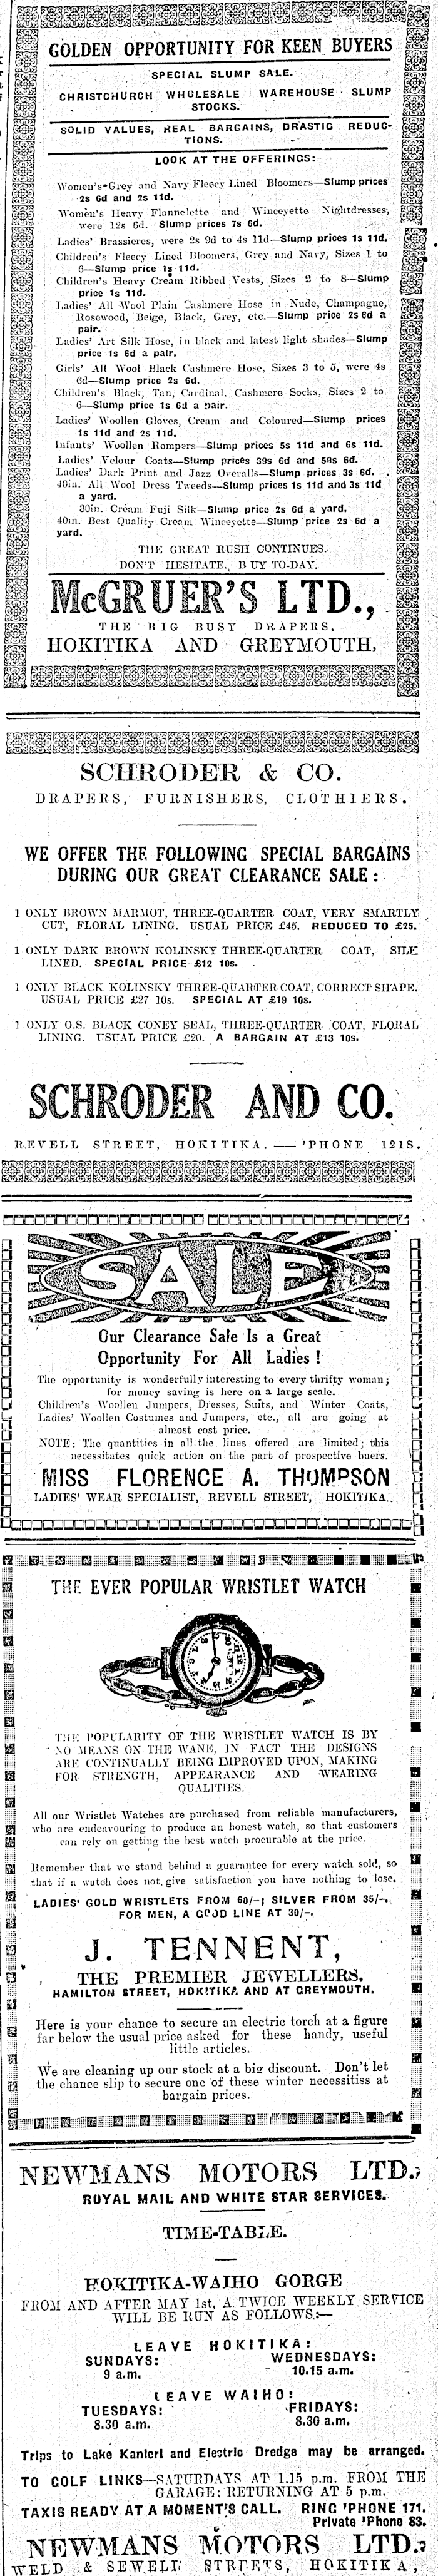 GOLDEN OPPORTUNITY FOR KEEN BUYERS
SPECIAL SLUMP SALE.
CHRISTCHURCH WHOLESALE WAREHOUSE SLUMP
STOCKS.
SOLID VALUES, REAL BARGAINS, DRASTIC REDUC-
TIONS.
LOOK AT THE OFFERINGS:
Women's Grey and Navy Fleecy Lined Bloomers—Slump prices
2s 6d and 2s 11d.
Women's Heavy Flannelette and Winceyette Nightdresses,
were 12s 6d. Slump prices 7s 6d.
Ladies' Brassieres, were 2s 9d to 4s 11d—Slump prices 1s 11d.
Children's Fleecy Lined Bloomers, Grey and Navy, Sizes 1 to
6—Slump price 1s 11d.
Children's Heavy Cream Ribbed Vests, Sizes 2 to 8—Slump
price 1s 11d.
Ladies' All Wool Plain Cashmere Hose in Nude, Champagne,
Rosewood, Beige, Black, Grey, etc.—Slump price 2s 6d a
pair.
Ladies' Art Silk Hose, in black and latest light shades—Slump
price 1s 6d a pair.
Girls' All Wool Black Cashmere Hose, Sizes 3 to 5, were 4s
6d—Slump price 2s 6d.
Children's Black, Tan, Cardinal, Cashmere Socks, Sizes 2 to
6—Slump price 1s 6d a pair.
Ladies' Woollen Gloves, Cream and Coloured—Slump prices
1s 11d and 2s 11d.
Infants' Woollen Rompers—Slump prices 5s 11d and 6s 11d.
Ladies' Velour Coats—Slump prices 39s 6d and 59s 6d.
Ladies' Dark Print and Jazz Overalls—Slump prices 3s 6d.
40in. All Wool Dress Tweeds—Slump prices 1s 11d and 3s 11d
a yard.
30in. Cream Fuji Silk—Slump price 2s 6d a yard.
40in. Best Quality Cream Winceyette—Slump price 2s 6d a
yard.
THE GREAT RUSH CONTINUES.
DON'T HESITATE, BUY TO-DAY.
McGRUER'S LTD.,
THE BIG BUSY DRAPERS,
HOKITIKA AND GREYMOUTH,
SCHRODER & CO.
DRAPERS, FURNISHERS, CLOTHIERS.
WE OFFER THE FOLLOWING SPECIAL BARGAINS
DURING OUR GREAT CLEARANCE SALE:
1 ONLY BROWN MARMOT, THREE-QUARTER COAT, VERY SMARTLY
CUT, FLORAL LINING. USUAL PRICE £45. REDUCED TO £25.
1 ONLY DARK BROWN KOLINSKY THREE-QUARTER COAT, SILK
LINED. SPECIAL PRICE £12 10s.
1 ONLY BLACK KOLINSKY THREE-QUARTER COAT, CORRECT SHAPE.
USUAL PRICE £27 10s. SPECIAL AT £19 10s.
1 ONLY O.S. BLACK CONEY SEAL, THREE-QUARTER COAT, FLORAL
LINING. USUAL PRICE £20. A BARGAIN AT £13 10s.
SCHRODER AND CO.
REVELL STREET, HOKITIKA. —— 'PHONE 121S.
SALE
Our Clearance Sale Is a Great
Opportunity For All Ladies!
The opportunity is wonderfully interesting to every thrifty woman;
for money saving is here on a large scale.
Children's Woollen Jumpers, Dresses, Suits, and Winter Coats,
Ladies' Woollen Costumes and Jumpers, etc., all are going at
almost cost price.
NOTE: The quantities in all the lines offered are limited; this
necessitates quick action on the part of prospective buers.
MISS FLORENCE A. THOMPSON
LADIES' WEAR SPECIALIST, REVELL STREET, HOKITIKA.
THE EVER POPULAR WRISTLET WATCH
THE POPULARITY OF THE WRISTLET WATCH IS BY
NO MEANS ON THE WANE, IN FACT THE DESIGNS
ARE CONTINUALLY BEING IMPROVED UPON, MAKING
FOR STRENGTH, APPEARANCE AND WEARING
QUALITIES.
All our Wristlet Watches are purchased from reliable manufacturers,
who are endeavouring to produce an honest watch, so that customers
can rely on getting the best watch procurable at the price.
Remember that we stand behind a guarantee for every watch sold, so
that if a watch does not give satisfaction you have nothing to lose.
LADIES' GOLD WRISTLETS FROM 60/-; SILVER FROM 35/-.
FOR MEN, A GOOD LINE AT 30/-.
J. TENNENT,
THE PREMIER JEWELLERS,
HAMILTON STREET, HOKITIKA AND AT GREYMOUTH.
Here is your chance to secure an electric torch at a figure
far below the usual price asked for these handy, useful
little articles.
We are cleaning up our stock at a big discount. Don't let
the chance slip to secure one of these winter necessitiss at
bargain prices.
NEWMANS MOTORS LTD.,
ROYAL MAIL AND WHITE STAR SERVICES.
TIME-TABLE.
HOKITIKA-WAIHO GORGE
FROM AND AFTER MAY 1st, A TWICE WEEKLY SERVICE
WILL BE RUN AS FOLLOWS:—
LEAVE HOKITIKA:
SUNDAYS: WEDNESDAYS:
9 a.m. 10.15 a.m.
LEAVE WAIHO:
TUESDAYS: FRIDAYS:
8.30 a.m. 8.30 a.m.
Trips to Lake Kanieri and Electric Dredge may be arranged.
TO GOLF LINKS—SATURDAYS AT 1.15 p.m. FROM THE
GARAGE: RETURNING AT 5 p.m.
TAXIS READY AT A MOMENT'S CALL. RING 'PHONE 171.
Private 'Phone 83.
NEWMANS MOTORS LTD.,
WELD & SEWELL STREETS, HOKITIKA,